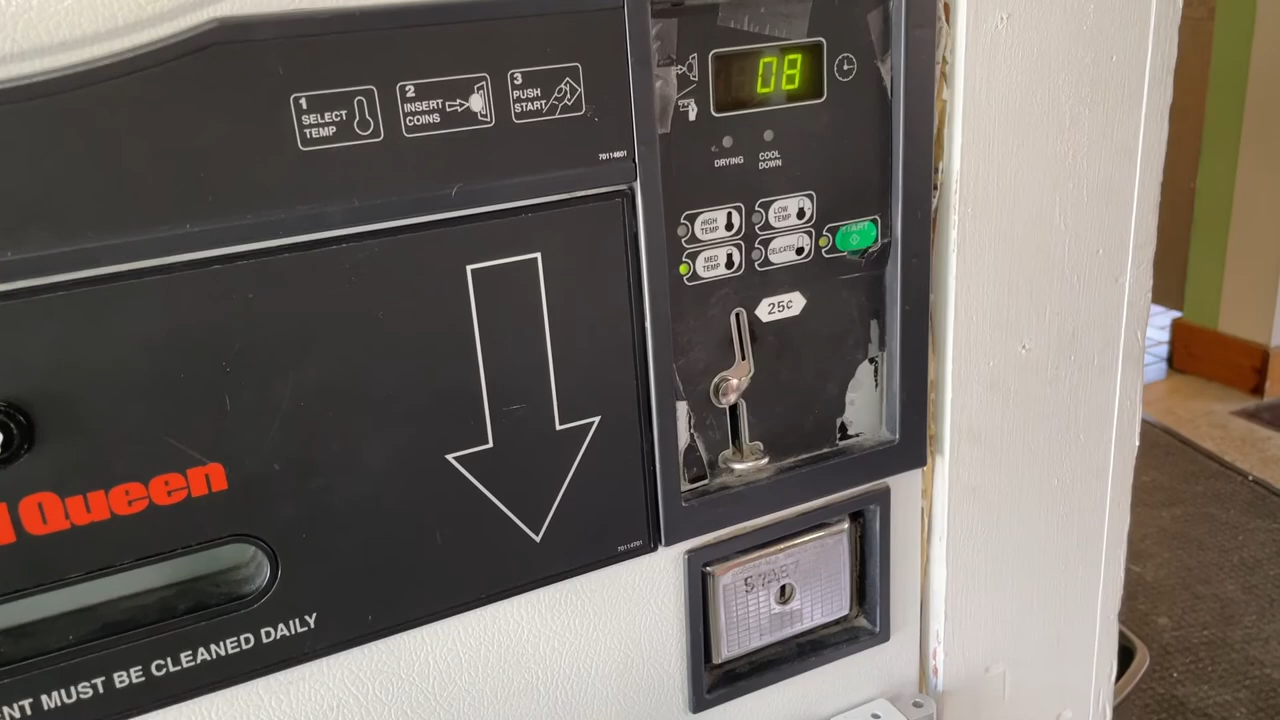 1
SELECT
TEMP
2
INSERT
COINS
3
PUSH
START
70114601
08
DRYING
COOL
DOWN
HIGH
TEMP
LOW
TEMP
MED
TEMP
DELICATES
START
25¢
Queen
70114701
57487
NT MUST BE CLEANED DAILY